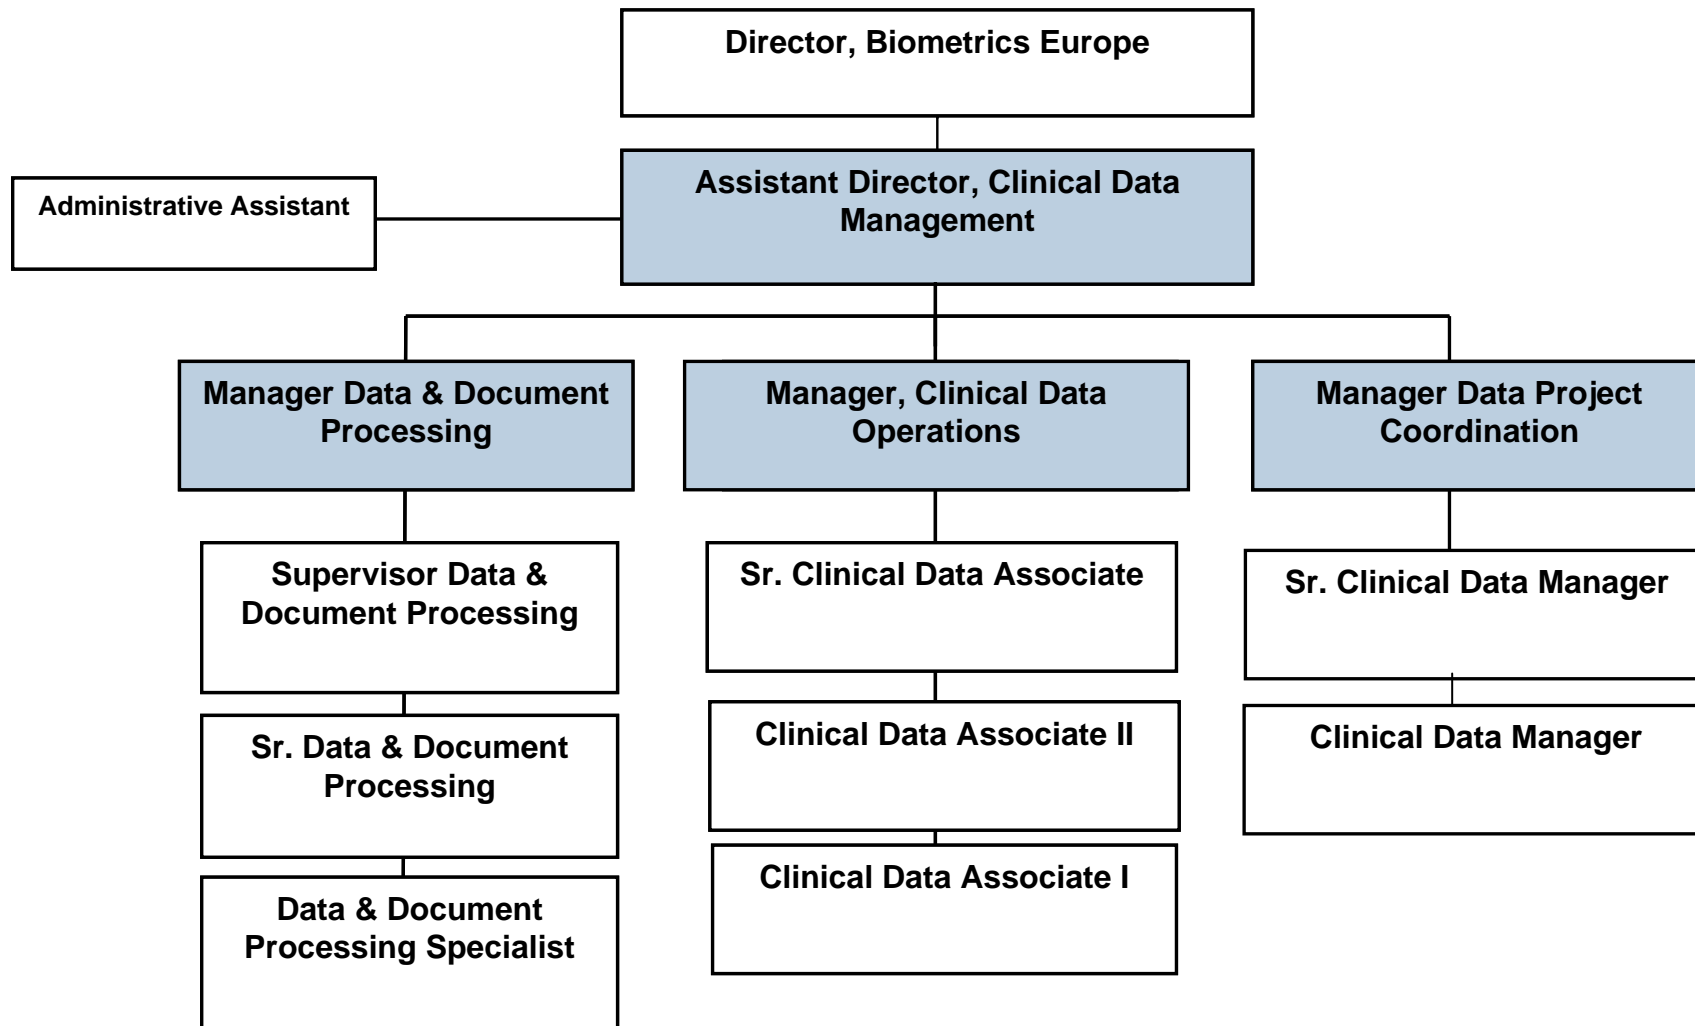 Director, Biometrics Europe
Assistant Director, Clinical Data
Management
Administrative Assistant
Manager Data & Document
Processing
Manager, Clinical Data
Operations
Manager Data Project
Coordination
Supervisor Data &
Document Processing
Sr. Clinical Data Associate
Sr. Clinical Data Manager
Sr. Data & Document
Processing
Clinical Data Associate II
Clinical Data Manager
Data & Document
Processing Specialist
Clinical Data Associate I